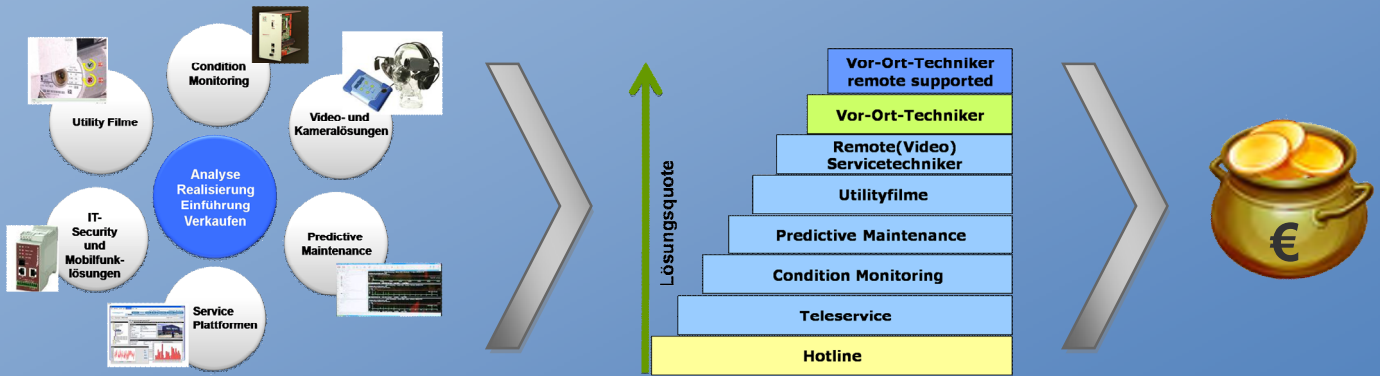 Condition
Monitoring
Utility Filme
Video- und
Kameralösungen
Analyse
Realisierung
Einführung
Verkaufen
IT-
Security
und
Mobilfunk-
lösungen
Predictive
Maintenance
Service
Plattformen
Lösungsquote
Vor-Ort-Techniker
remote supported
Vor-Ort-Techniker
Remote(Video)
Servicetechniker
Utilityfilme
Predictive Maintenance
Condition Monitoring
Teleservice
Hotline
€